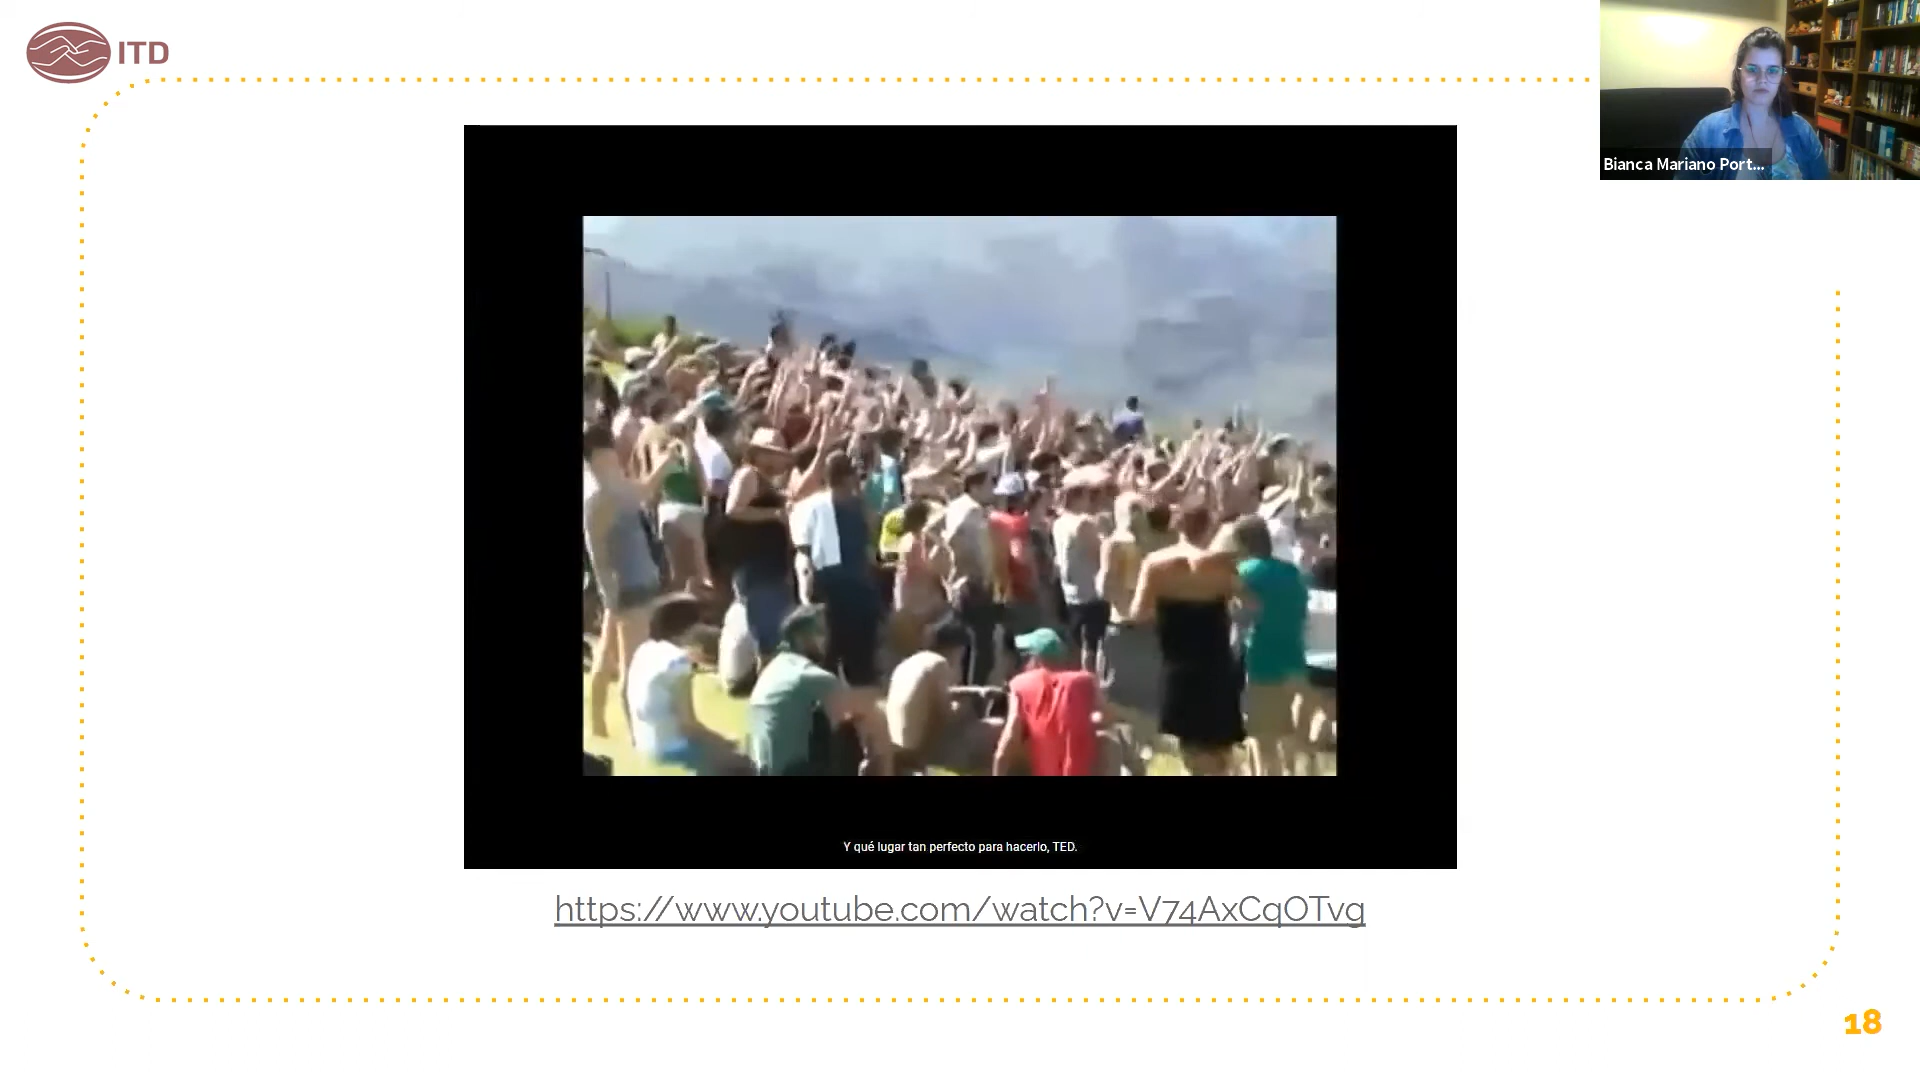 ITD
Bianca Mariano Port...
Y qué lugar tan perfecto para hacerlo, TED.
https://www.youtube.com/watch?v=V74AxCqOTvg
18